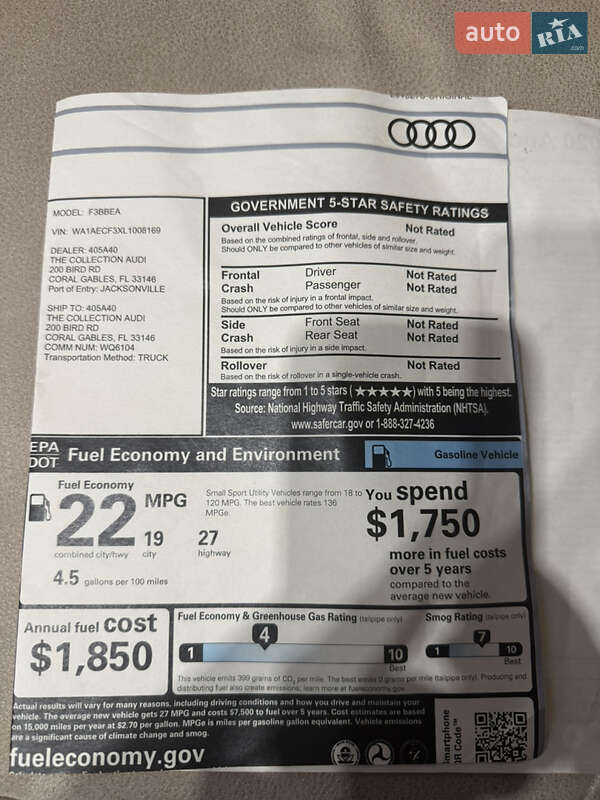 auto RIA .com
ORIGINAL
MODEL: F3BBEA
VIN: WA1AECF3XL1008169
DEALER: 405A40
THE COLLECTION AUDI
200 BIRD RD
CORAL GABLES, FL 33146
Port of Entry: JACKSONVILLE
SHIP TO: 405A40
THE COLLECTION AUDI
200 BIRD RD
CORAL GABLES, FL 33146
COMM NUM: WQ6104
Transportation Method: TRUCK
GOVERNMENT 5-STAR SAFETY RATINGS
Overall Vehicle Score Not Rated
Based on the combined ratings of frontal, side and rollover.
Should ONLY be compared to other vehicles of similar size and weight.
Frontal Driver Not Rated
Crash Passenger Not Rated
Based on the risk of injury in a frontal impact.
Should ONLY be compared to other vehicles of similar size and weight.
Side Front Seat Not Rated
Crash Rear Seat Not Rated
Based on the risk of injury in a side impact.
Rollover Not Rated
Based on the risk of rollover in a single-vehicle crash.
Star ratings range from 1 to 5 stars (★★★★★) with 5 being the highest.
Source: National Highway Traffic Safety Administration (NHTSA).
www.safercar.gov or 1-888-327-4236
EPA
DOT Fuel Economy and Environment Gasoline Vehicle
Fuel Economy
22 MPG
19 27
combined city/hwy city highway
4.5 gallons per 100 miles
Small Sport Utility Vehicles range from 18 to
120 MPG. The best vehicle rates 136
MPGe.
You spend
$1,750
more in fuel costs
over 5 years
compared to the
average new vehicle.
Annual fuel cost
$1,850
Fuel Economy & Greenhouse Gas Rating (tailpipe only)
4
1 10
Best
Smog Rating (tailpipe only)
7
1 10
Best
This vehicle emits 399 grams of CO2 per mile. The best emits 0 grams per mile (tailpipe only). Producing and
distributing fuel also create emissions; learn more at fueleconomy.gov.
Actual results will vary for many reasons, including driving conditions and how you drive and maintain your
vehicle. The average new vehicle gets 27 MPG and costs $7,500 to fuel over 5 years. Cost estimates are based
on 15,000 miles per year at $2.70 per gallon. MPGe is miles per gasoline gallon equivalent. Vehicle emissions
are a significant cause of climate change and smog.
fueleconomy.gov
Smartphone
QR Code™